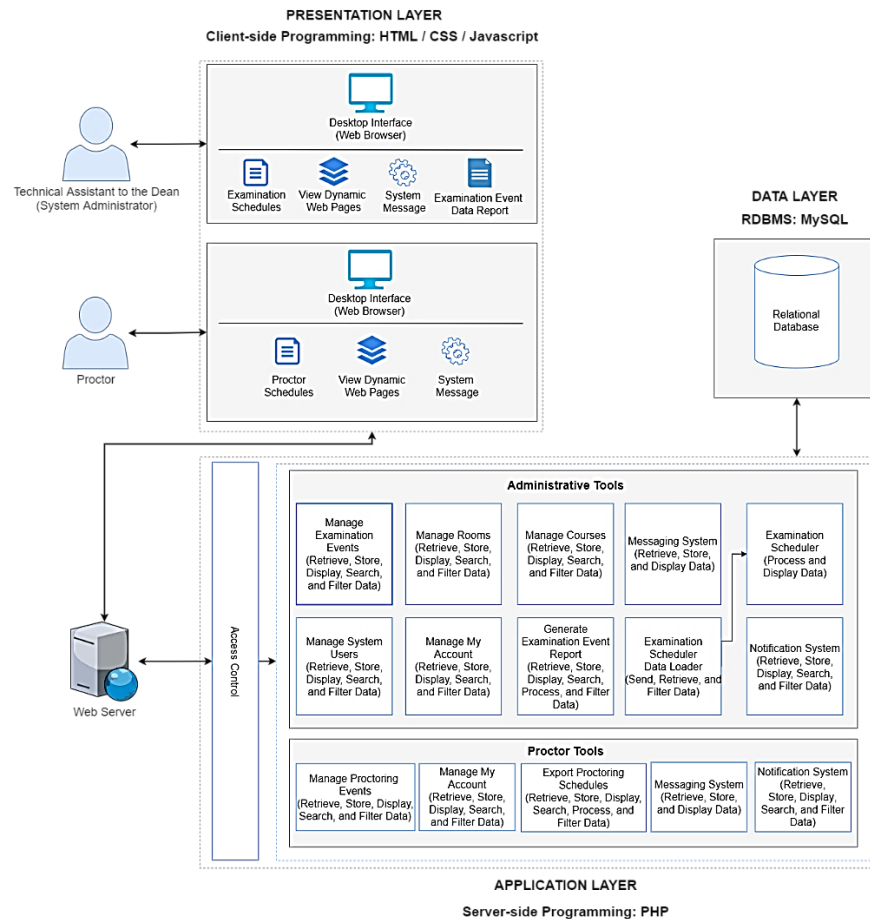 PRESENTATION LAYER
Client-side Programming: HTML / CSS / Javascript
Desktop Interface
(Web Browser)
Technical Assistant to the Dean
(System Administrator)
Examination
Schedules
View Dynamic
Web Pages
System
Message
Examination Event
Data Report
DATA LAYER
RDBMS: MySQL
Relational
Database
Desktop Interface
(Web Browser)
Proctor
Proctor
Schedules
View Dynamic
Web Pages
System
Message
Administrative Tools
Manage
Examination
Events
(Retrieve, Store,
Display, Search,
and Filter Data)
Manage Rooms
(Retrieve, Store,
Display, Search,
and Filter Data)
Manage Courses
(Retrieve, Store,
Display, Search,
and Filter Data)
Messaging System
(Retrieve, Store,
and Display Data)
Examination
Scheduler
(Process and
Display Data)
Access Control
Manage System
Users
(Retrieve, Store,
Display, Search,
and Filter Data)
Manage My
Account
(Retrieve, Store,
Display, Search,
and Filter Data)
Generate
Examination Event
Report
(Retrieve, Store,
Display, Search,
Process, and Filter
Data)
Examination
Scheduler
Data Loader
(Send, Retrieve, and
Filter Data)
Notification System
(Retrieve, Store,
Display, Search,
and Filter Data)
Web Server
Proctor Tools
Manage Proctoring
Events
(Retrieve, Store, Display,
Search, and Filter Data)
Manage My
Account
(Retrieve, Store,
Display, Search,
and Filter Data)
Export Proctoring
Schedules
(Retrieve, Store, Display,
Search, Process, and
Filter Data)
Messaging System
(Retrieve, Store,
and Display Data)
Notification System
(Retrieve,
Store, Display,
Search, and Filter
Data)
APPLICATION LAYER
Server-side Programming: PHP